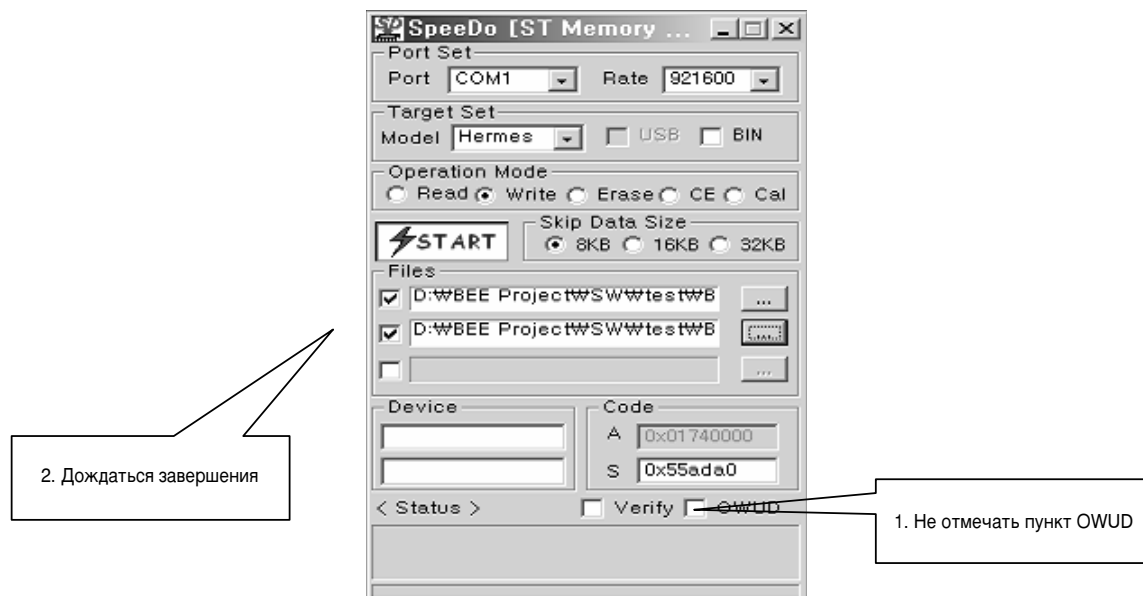 SpeeDo [ST Memory ...
Port Set
Port COM1 Rate 921600
Target Set
Model Hermes USB BIN
Operation Mode
Read Write Erase CE Cal
START
Skip Data Size
8KB 16KB 32KB
Files
D:₩BEE Project₩SW₩test₩B ...
D:₩BEE Project₩SW₩test₩B ...
...
Device
Code
A 0x01740000
S 0x55ada0
2. Дождаться завершения
< Status > Verify OWUD
1. Не отмечать пункт OWUD